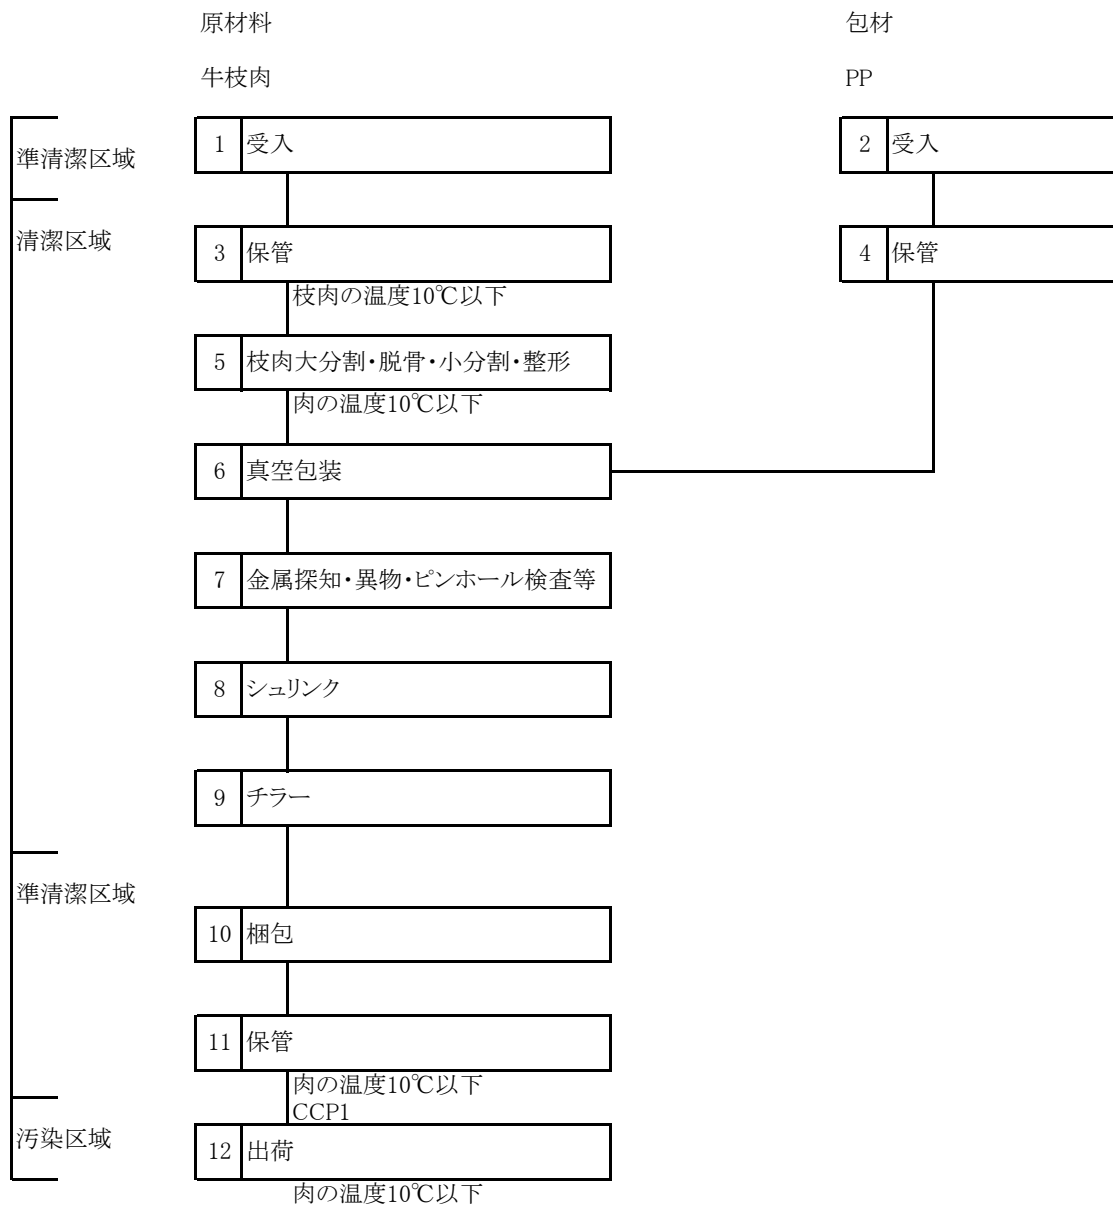 原材料
包材
牛枝肉
PP
準清潔区域
1 受入
2 受入
清潔区域
3 保管
4 保管
枝肉の温度10℃以下
5 枝肉大分割・脱骨・小分割・整形
肉の温度10℃以下
6 真空包装
7 金属探知・異物・ピンホール検査等
8 シュリンク
9 チラー
準清潔区域
10 梱包
11 保管
肉の温度10℃以下
CCP1
汚染区域
12 出荷
肉の温度10℃以下